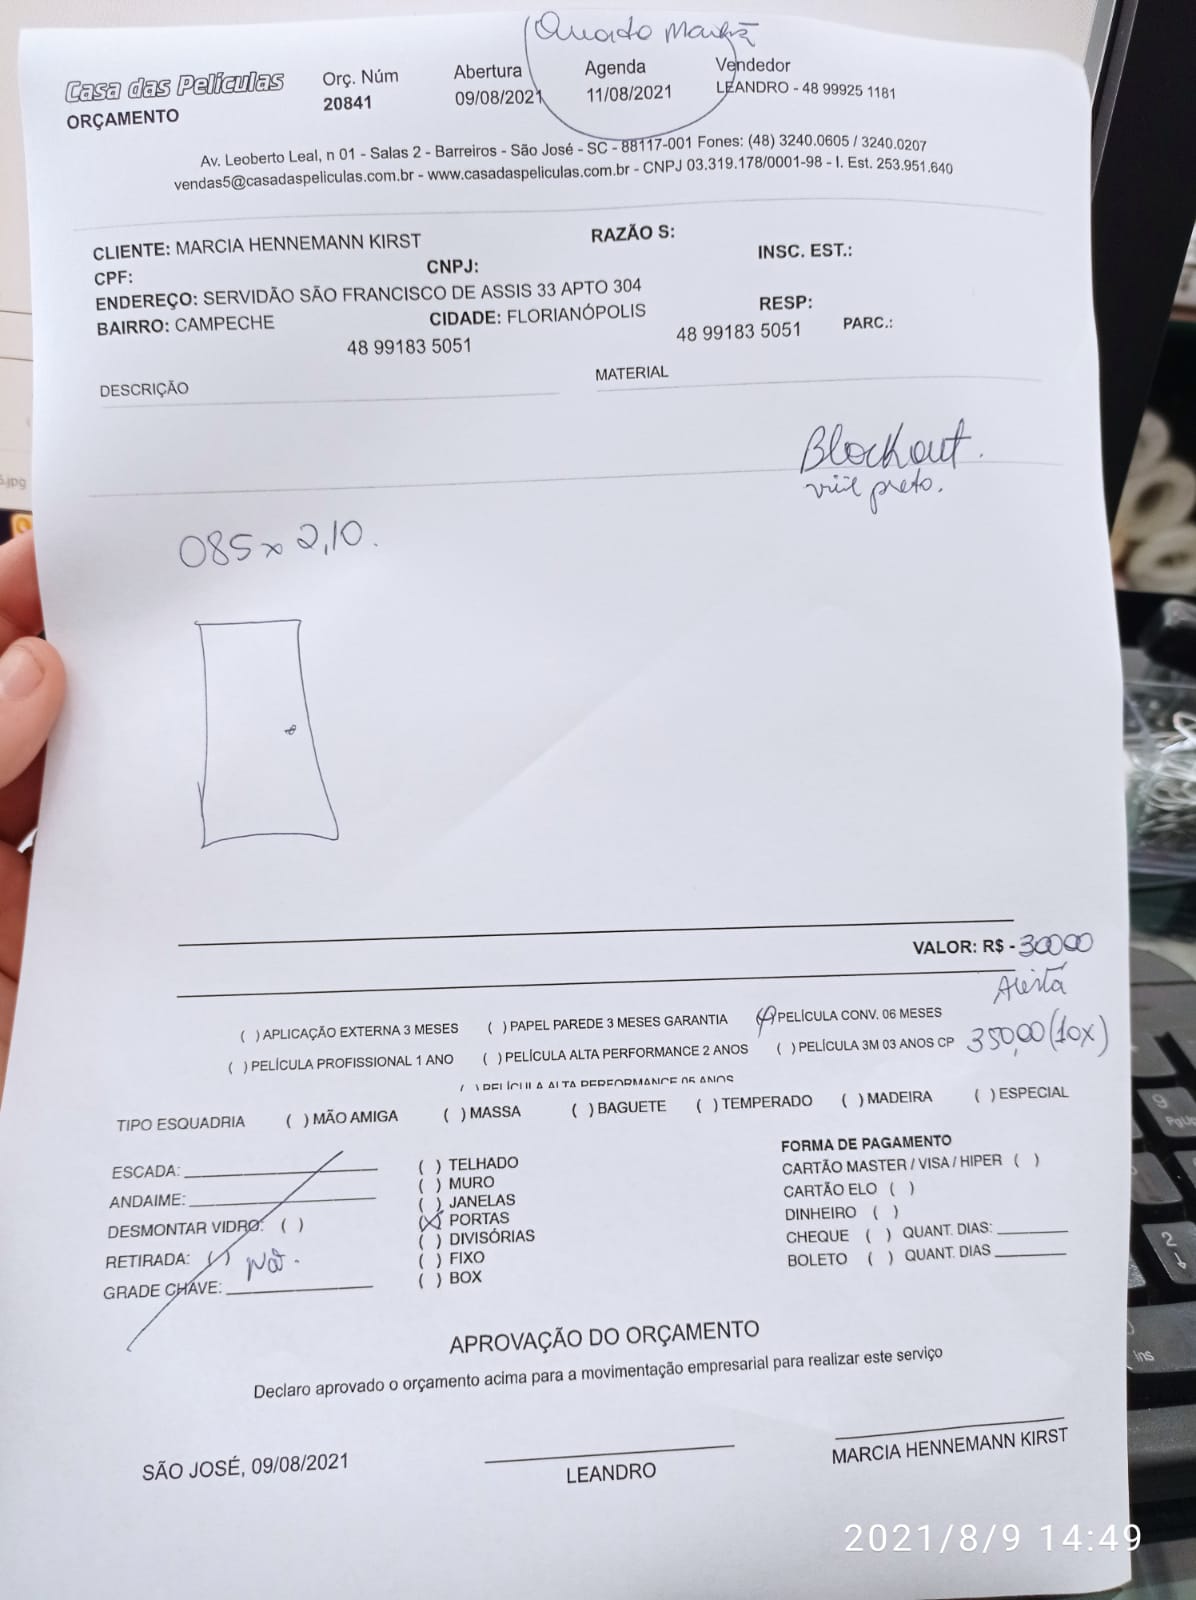 Quarta Manhã
Casa das Películas
ORÇAMENTO
Orç. Núm
20841
Abertura
09/08/2021
Agenda
11/08/2021
Vendedor
LEANDRO - 48 99925 1181
Av. Leoberto Leal, n 01 - Salas 2 - Barreiros - São José - SC - 88117-001 Fones: (48) 3240.0605 / 3240.0207
vendas5@casadaspeliculas.com.br - www.casadaspeliculas.com.br - CNPJ 03.319.178/0001-98 - I. Est. 253.951.640
CLIENTE: MARCIA HENNEMANN KIRST RAZÃO S:
CPF: CNPJ: INSC. EST.:
ENDEREÇO: SERVIDÃO SÃO FRANCISCO DE ASSIS 33 APTO 304
BAIRRO: CAMPECHE CIDADE: FLORIANÓPOLIS RESP:
48 99183 5051 48 99183 5051 PARC.:
DESCRIÇÃO MATERIAL
Blockout.
preto.
085 x 2,10.
VALOR: R$ - 30000
( ) APLICAÇÃO EXTERNA 3 MESES ( ) PAPEL PAREDE 3 MESES GARANTIA ( ) PELÍCULA CONV. 06 MESES
( ) PELÍCULA PROFISSIONAL 1 ANO ( ) PELÍCULA ALTA PERFORMANCE 2 ANOS ( ) PELÍCULA 3M 03 ANOS CP 350,00 (10x)
( ) PELÍCULA ALTA PERFORMANCE 05 ANOS
TIPO ESQUADRIA ( ) MÃO AMIGA ( ) MASSA ( ) BAGUETE ( ) TEMPERADO ( ) MADEIRA ( ) ESPECIAL
ESCADA:
ANDAIME:
DESMONTAR VIDRO: ( )
RETIRADA: ( ) Não.
GRADE CHAVE:
( ) TELHADO
( ) MURO
( ) JANELAS
(X) PORTAS
( ) DIVISÓRIAS
( ) FIXO
( ) BOX
FORMA DE PAGAMENTO
CARTÃO MASTER / VISA / HIPER ( )
CARTÃO ELO ( )
DINHEIRO ( )
CHEQUE ( ) QUANT. DIAS:
BOLETO ( ) QUANT. DIAS
APROVAÇÃO DO ORÇAMENTO
Declaro aprovado o orçamento acima para a movimentação empresarial para realizar este serviço
SÃO JOSÉ, 09/08/2021
LEANDRO
MARCIA HENNEMANN KIRST
2021/8/9 14:49